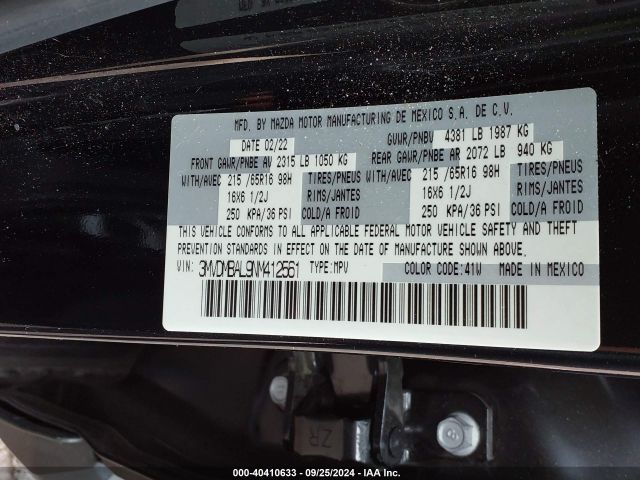 MFD. BY MAZDA MOTOR MANUFACTURING DE MEXICO S.A. DE C.V.
DATE 02/22 GVWR/PNBV 4381 LB 1987 KG
FRONT GAWR/PNBE AV 2315 LB 1050 KG REAR GAWR/PNBE AR 2072 LB 940 KG
WITH/AVEC 215 /65R16 98H TIRES/PNEUS WITH/AVEC 215 /65R16 98H TIRES/PNEUS
16X6 1/2J RIMS/JANTES 16X6 1/2J RIMS/JANTES
250 KPA/36 PSI COLD/A FROID 250 KPA/36 PSI COLD/A FROID
THIS VEHICLE CONFORMS TO ALL APPLICABLE FEDERAL MOTOR VEHICLE SAFETY AND THEFT
PREVENTION STANDARDS IN EFFECT ON THE DATE OF MANUFACTURE SHOWN ABOVE.
VIN: 3MVDMBAL9NM412561 TYPE: MPV COLOR CODE: 41W MADE IN MEXICO
ZR
8
000-40410633 - 09/25/2024 - IAA Inc.